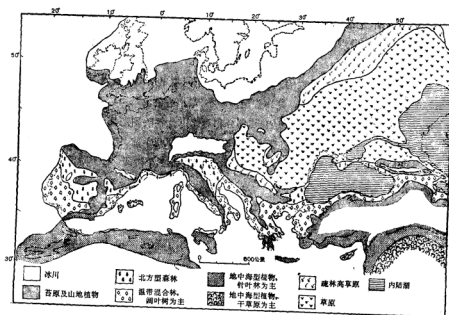 20° 10° 0° 10° 20° 30° 40° 50°
50°
40°
30°
0 600公里
冰川 北方型森林 地中海型植物，针叶林为主 疏林高草原 内陆湖
苔原及山地植物 温带混合林，阔叶树为主 地中海型植物，干草原为主 草原